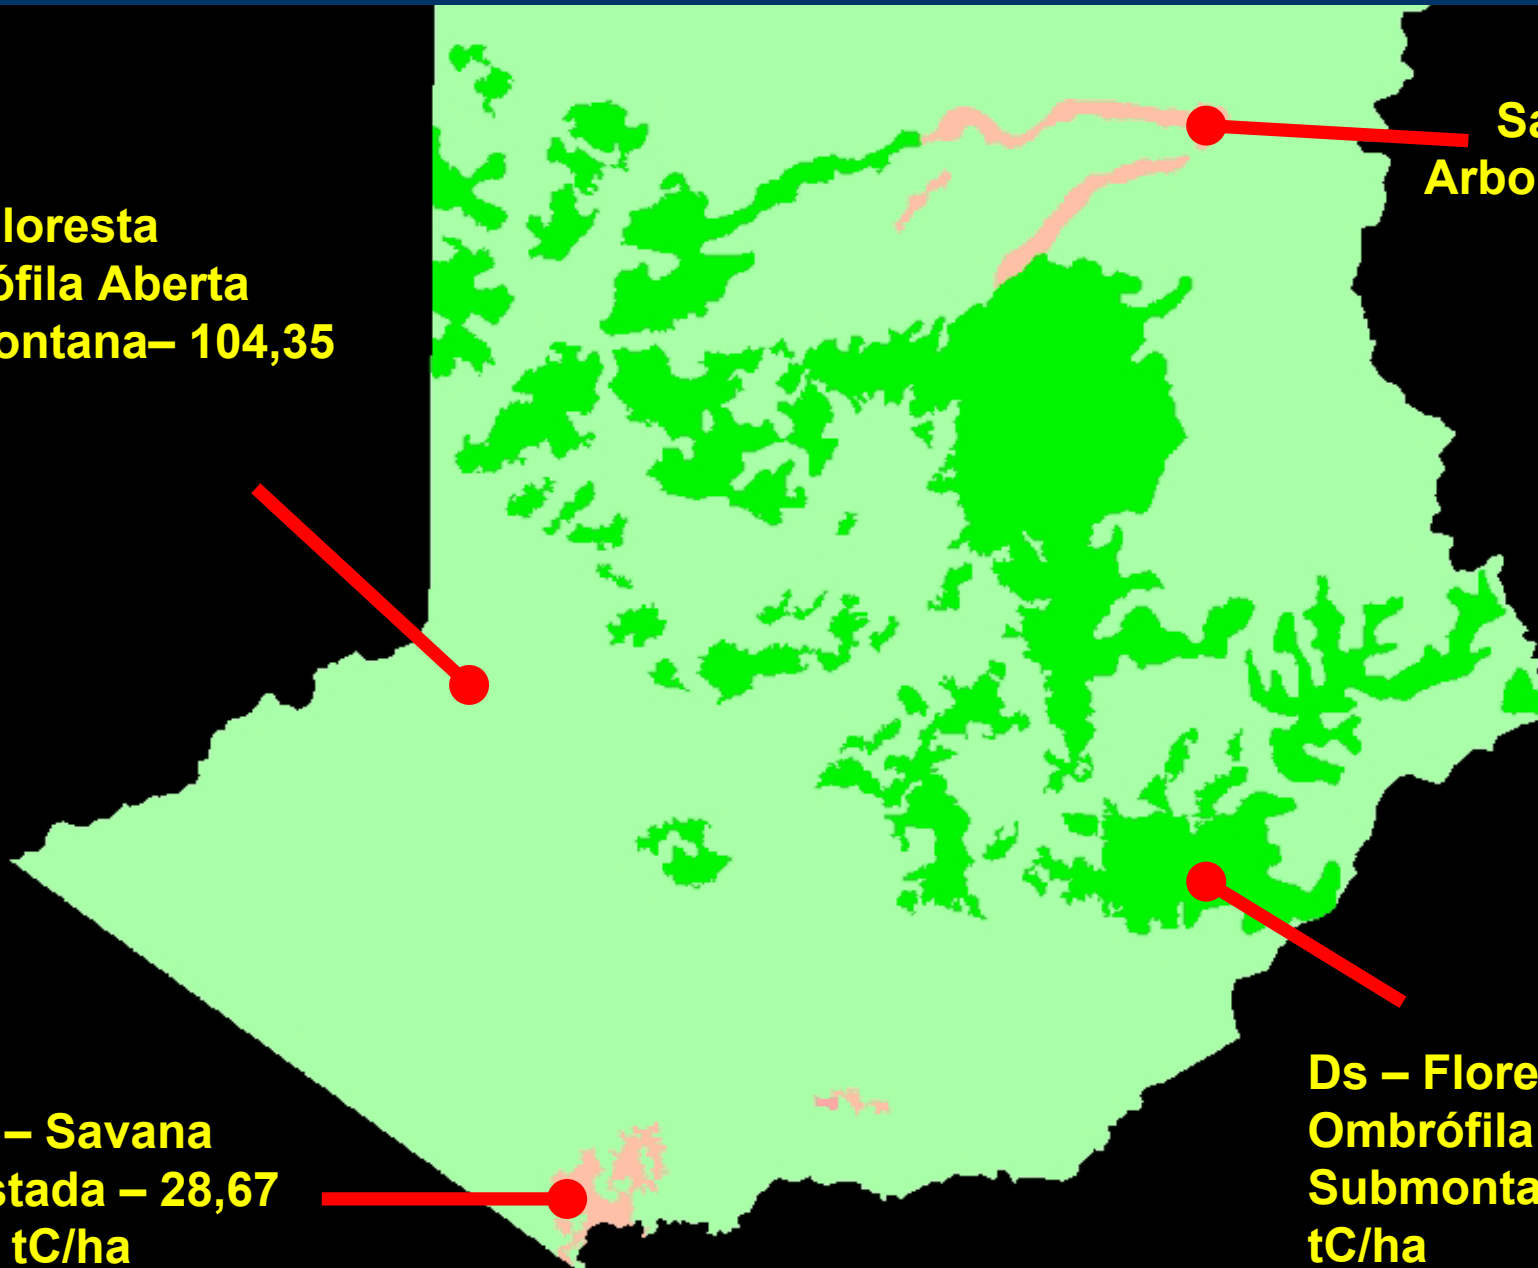 loresta
ófila Aberta
ontana– 104,35
Sa
Arbo
– Savana
stada – 28,67
tC/ha
Ds – Flore
Ombrófila
Submonta
tC/ha